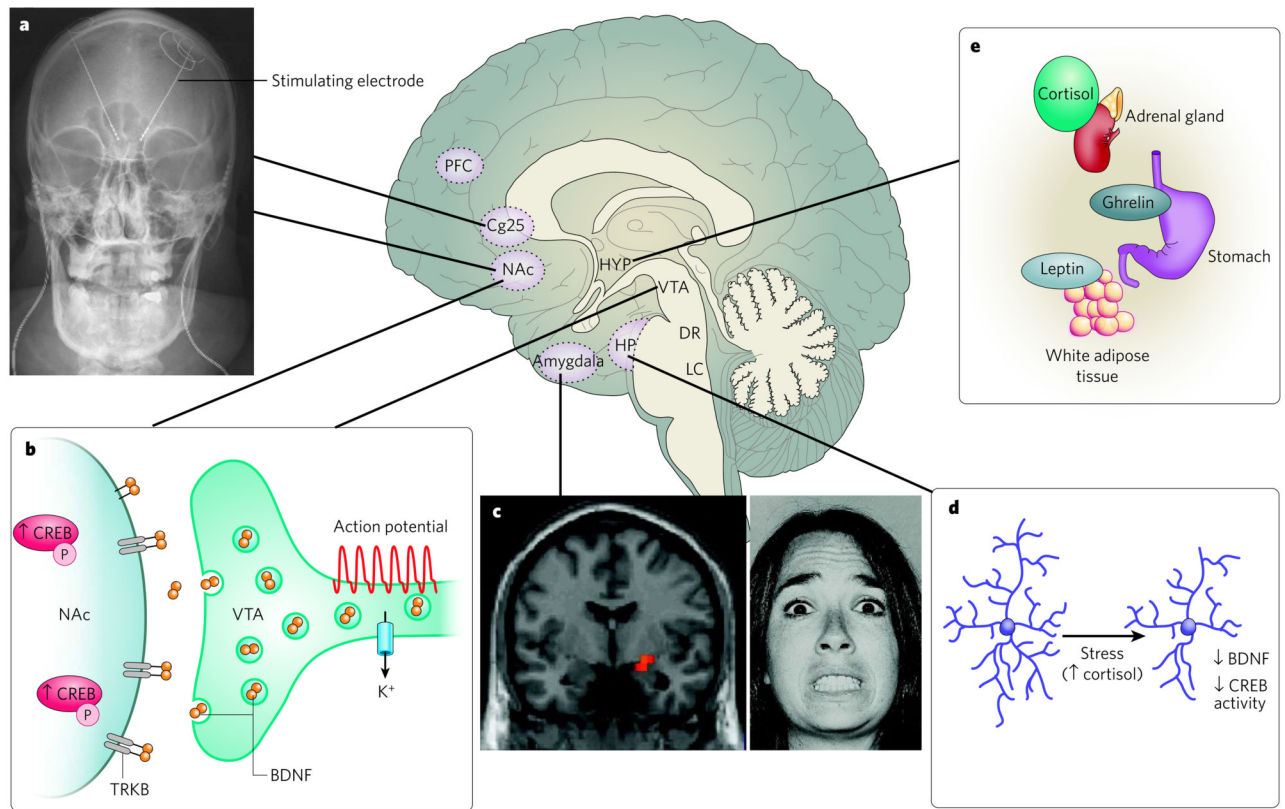 a
Stimulating electrode
PFC
Cg25
NAc
HYP
VTA
DR
LC
HP
Amygdala
e
Cortisol
Adrenal gland
Ghrelin
Stomach
Leptin
White adipose
tissue
b
↑ CREB
P
NAc
↑ CREB
P
TRKB
VTA
BDNF
Action potential
K+
c
d
Stress
(↑ cortisol)
↓ BDNF
↓ CREB
activity